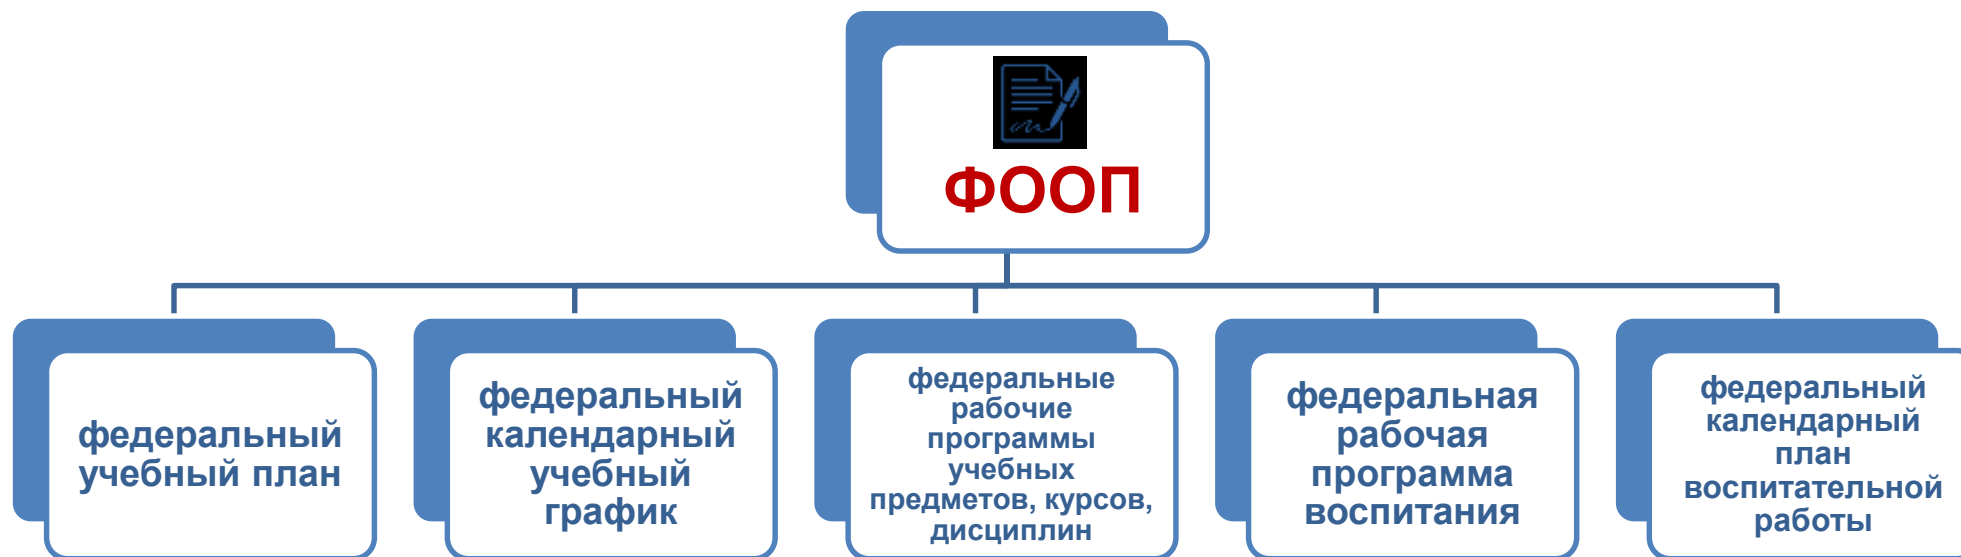 ФООП
федеральный
учебный план
федеральный
календарный
учебный
график
федеральные
рабочие
программы
учебных
предметов, курсов,
дисциплин
федеральная
рабочая
программа
воспитания
федеральный
календарный
план
воспитательной
работы